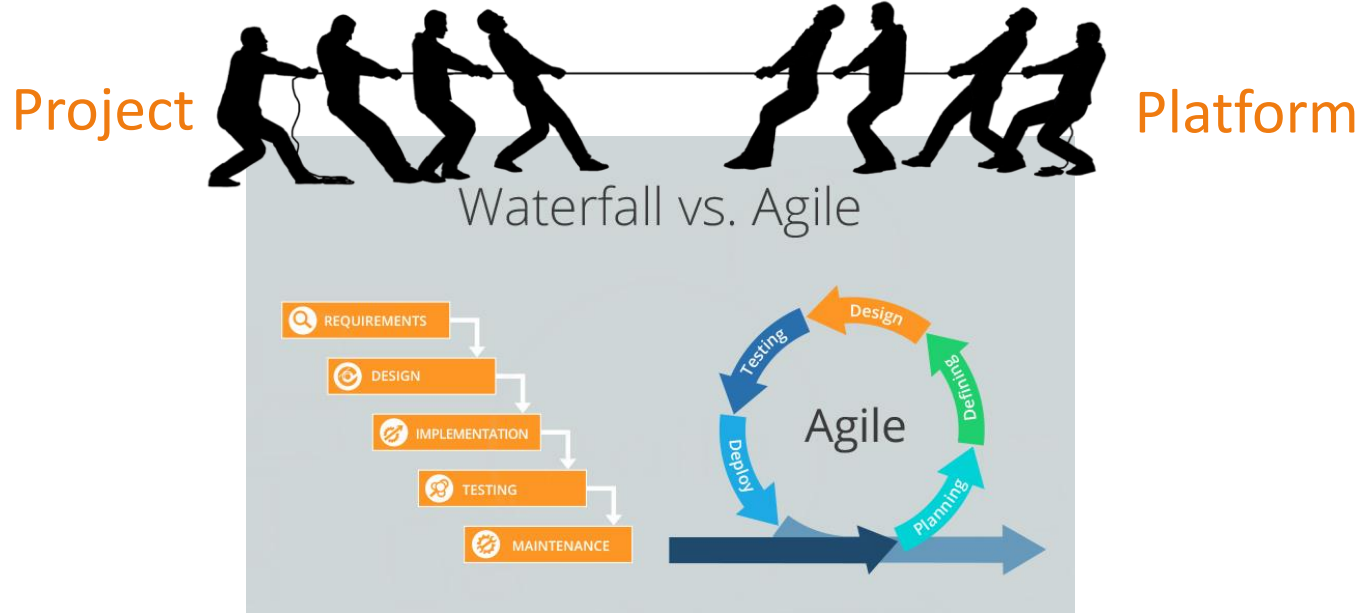 Project
Platform
Waterfall vs. Agile
REQUIREMENTS
DESIGN
IMPLEMENTATION
TESTING
MAINTENANCE
Design
Testing
Defining
Agile
Deploy
Planning